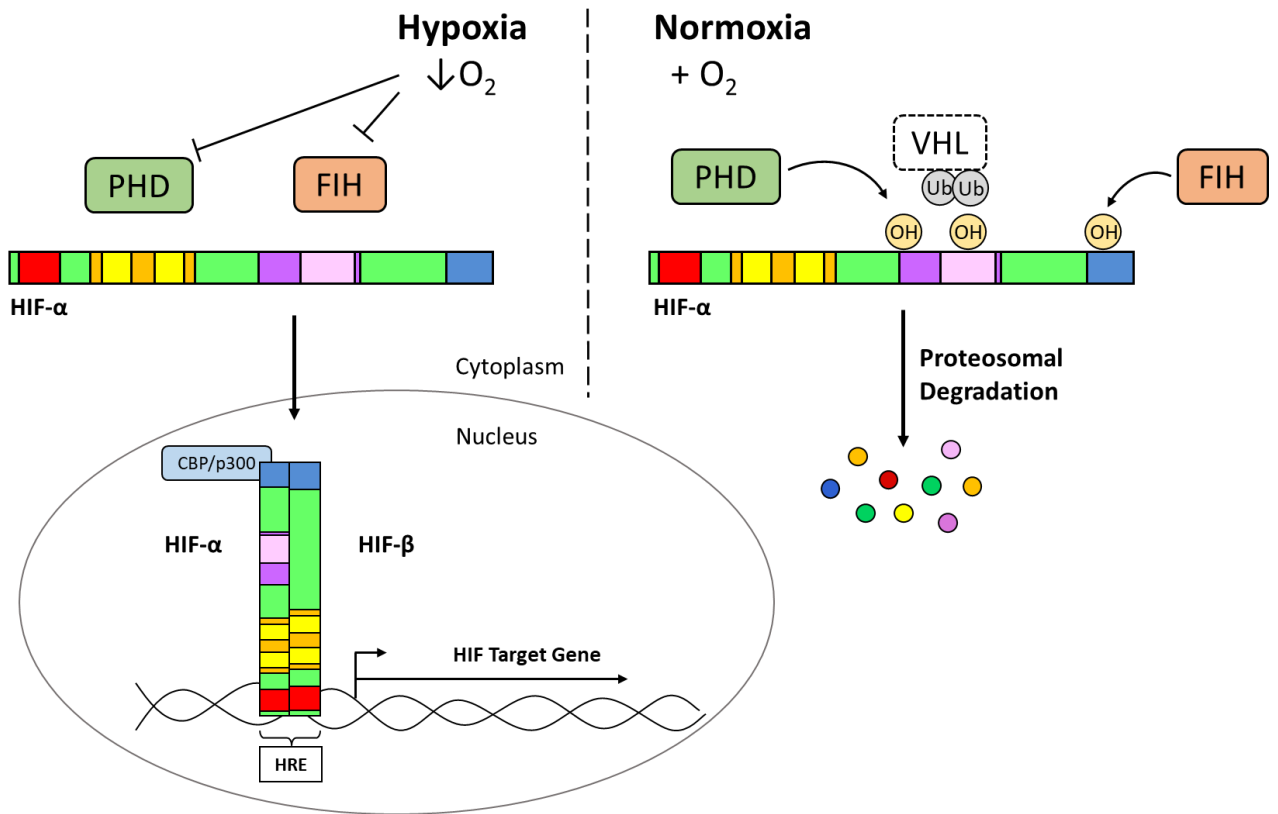 Hypoxia
↓O₂
PHD
FIH
HIF-α
Cytoplasm
Nucleus
CBP/p300
HIF-α
HIF-β
HIF Target Gene
HRE
Normoxia
+ O₂
PHD
VHL
FIH
Ub
Ub
OH
OH
OH
HIF-α
Proteosomal
Degradation